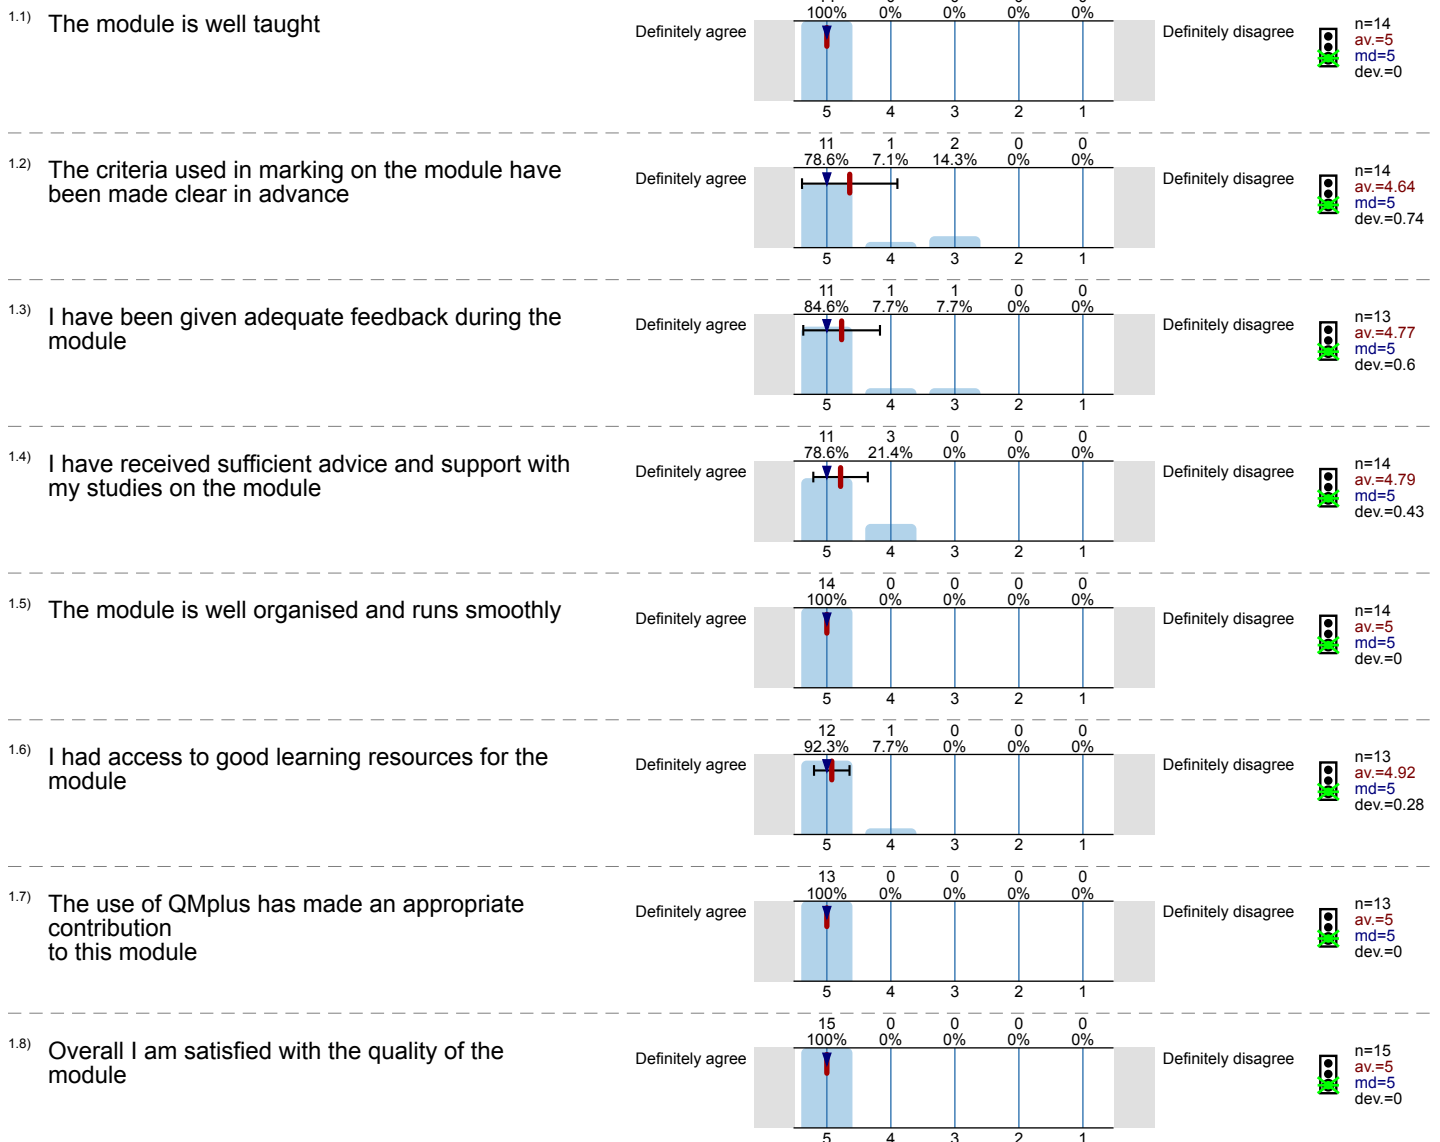 1.1) The module is well taught
Definitely agree
100% 0% 0% 0% 0%
5 4 3 2 1
Definitely disagree
n=14
av.=5
md=5
dev.=0
1.2) The criteria used in marking on the module have
been made clear in advance
Definitely agree
11 1 2 0 0
78.6% 7.1% 14.3% 0% 0%
5 4 3 2 1
Definitely disagree
n=14
av.=4.64
md=5
dev.=0.74
1.3) I have been given adequate feedback during the
module
Definitely agree
11 1 1 0 0
84.6% 7.7% 7.7% 0% 0%
5 4 3 2 1
Definitely disagree
n=13
av.=4.77
md=5
dev.=0.6
1.4) I have received sufficient advice and support with
my studies on the module
Definitely agree
11 3 0 0 0
78.6% 21.4% 0% 0% 0%
5 4 3 2 1
Definitely disagree
n=14
av.=4.79
md=5
dev.=0.43
1.5) The module is well organised and runs smoothly
Definitely agree
14 0 0 0 0
100% 0% 0% 0% 0%
5 4 3 2 1
Definitely disagree
n=14
av.=5
md=5
dev.=0
1.6) I had access to good learning resources for the
module
Definitely agree
12 1 0 0 0
92.3% 7.7% 0% 0% 0%
5 4 3 2 1
Definitely disagree
n=13
av.=4.92
md=5
dev.=0.28
1.7) The use of QMplus has made an appropriate
contribution
to this module
Definitely agree
13 0 0 0 0
100% 0% 0% 0% 0%
5 4 3 2 1
Definitely disagree
n=13
av.=5
md=5
dev.=0
1.8) Overall I am satisfied with the quality of the
module
Definitely agree
15 0 0 0 0
100% 0% 0% 0% 0%
5 4 3 2 1
Definitely disagree
n=15
av.=5
md=5
dev.=0